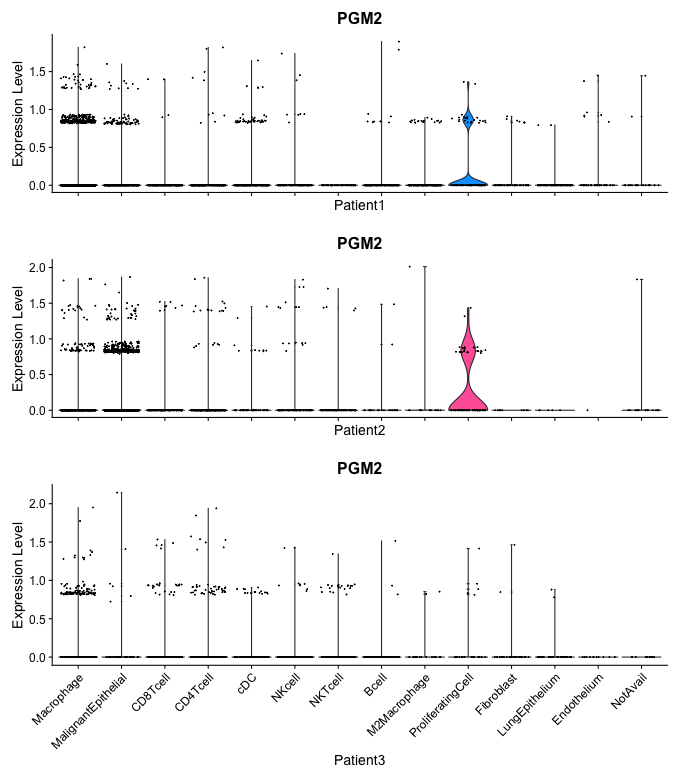 PGM2
Expression Level
1.5
1.0
0.5
0.0
Patient1
PGM2
Expression Level
2.0
1.5
1.0
0.5
0.0
Patient2
PGM2
Expression Level
2.0
1.5
1.0
0.5
0.0
Macrophage
MalignantEpithelial
CD8Tcell
CD4Tcell
cDC
NKcell
NKTcell
Bcell
M2Macrophage
ProliferatingCell
Fibroblast
LungEpithelium
Endothelium
NotAvail
Patient3